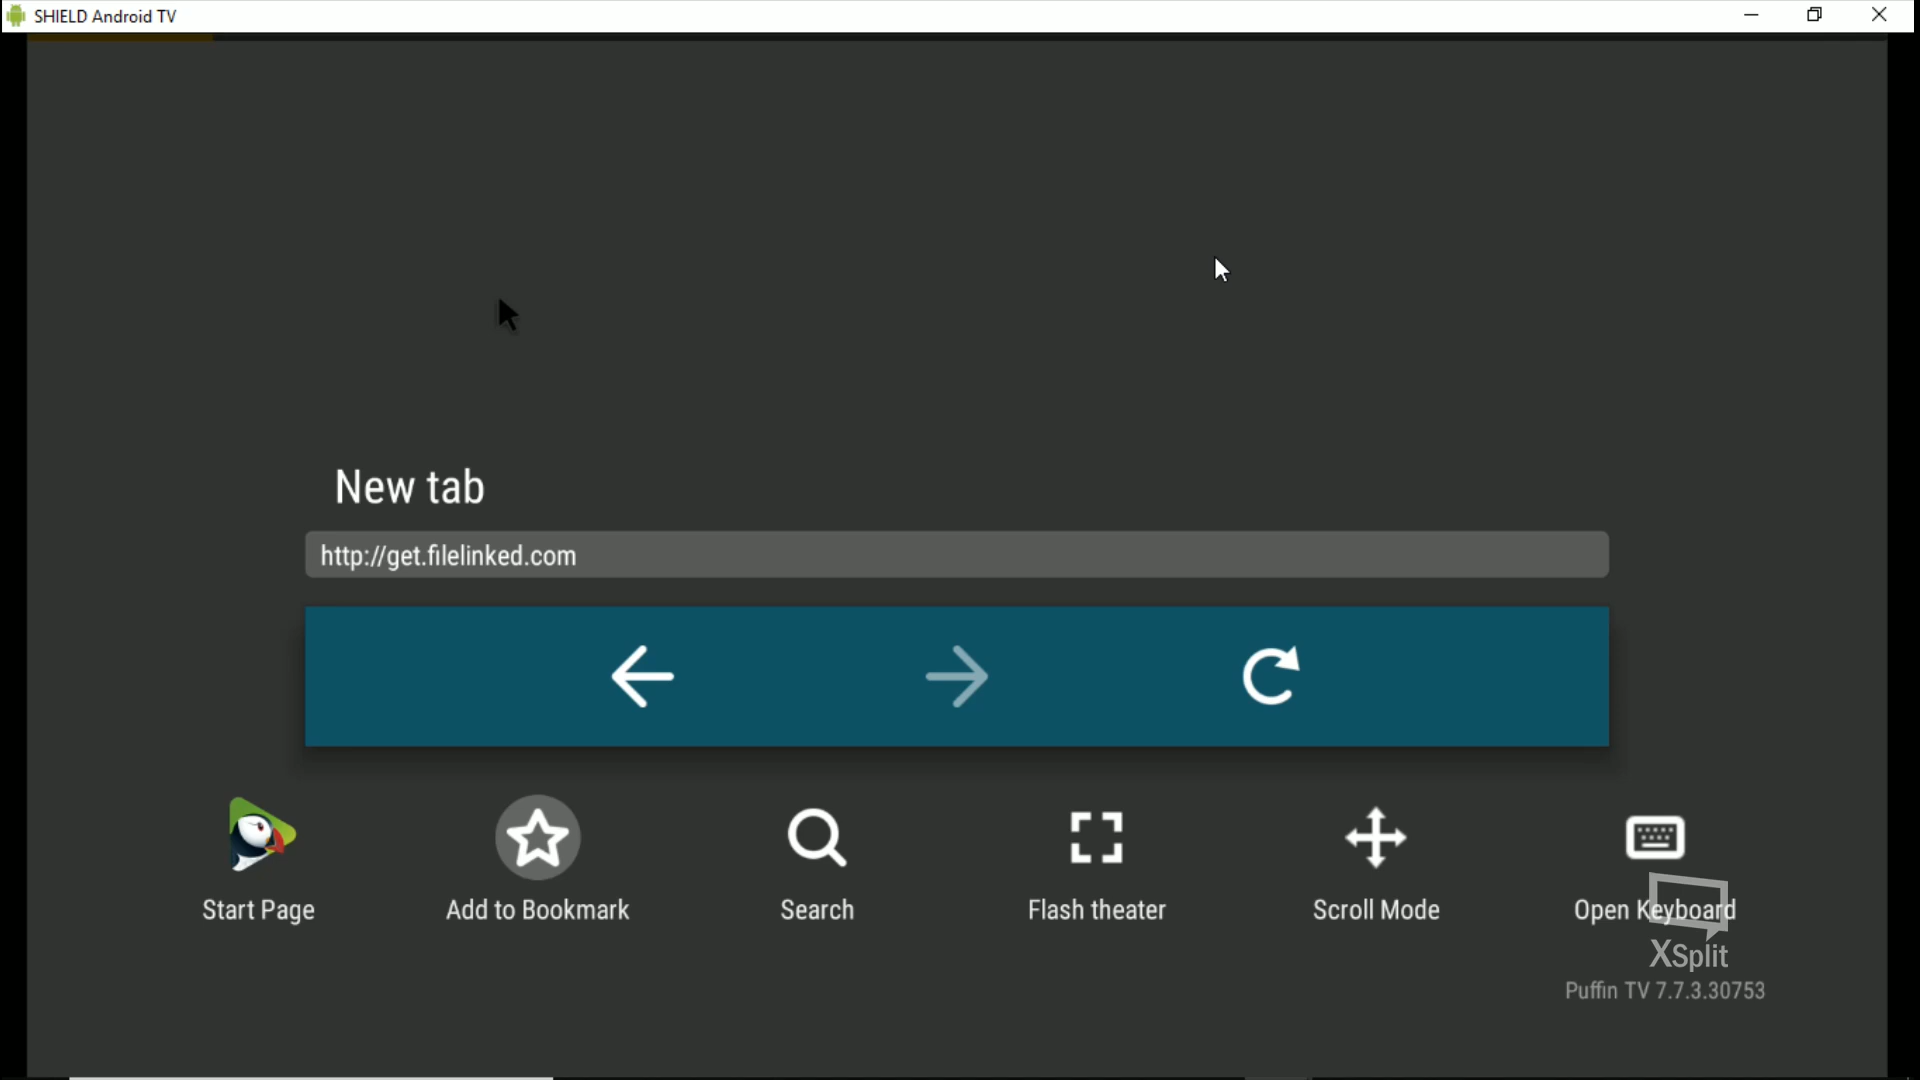 SHIELD Android TV
New tab
http://get.filelinked.com
Start Page
Add to Bookmark
Search
Flash theater
Scroll Mode
Open Keyboard
XSplit
Puffin TV 7.7.3.30753